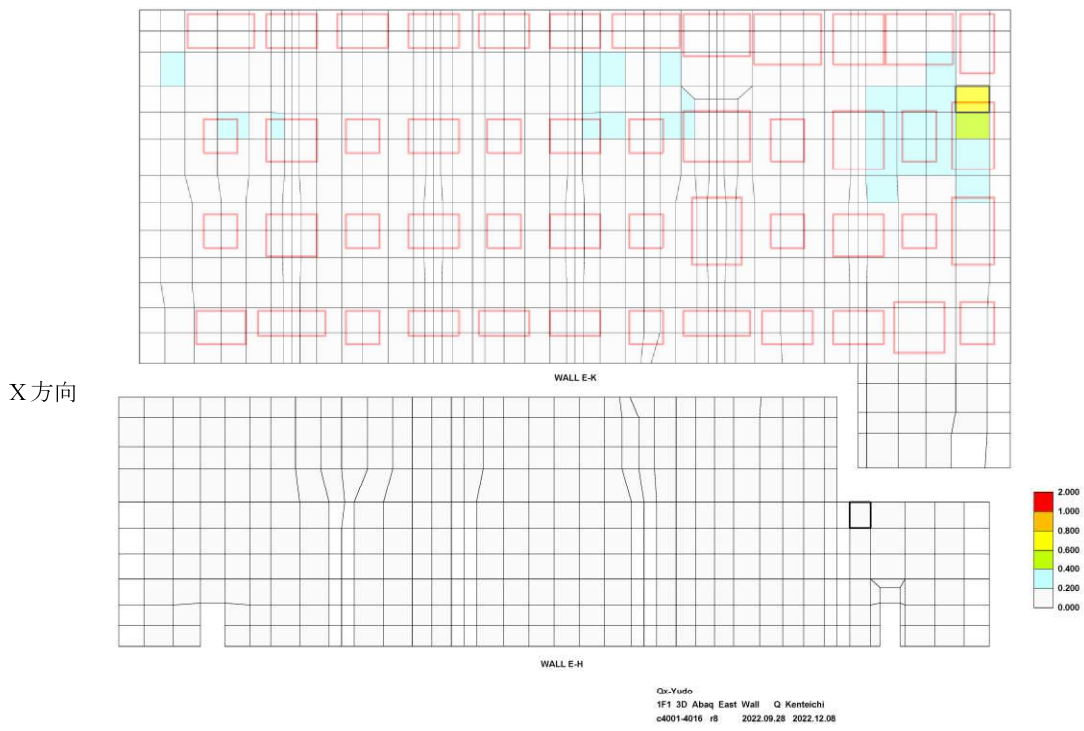 WALL E-K
X方向
2.000
1.000
0.800
0.600
0.400
0.200
0.000
WALL E-H
Qx-Yudo
1F1 3D Abaq East Wall Q Kenteichi
c4001-4016 r8 2022.09.28 2022.12.08